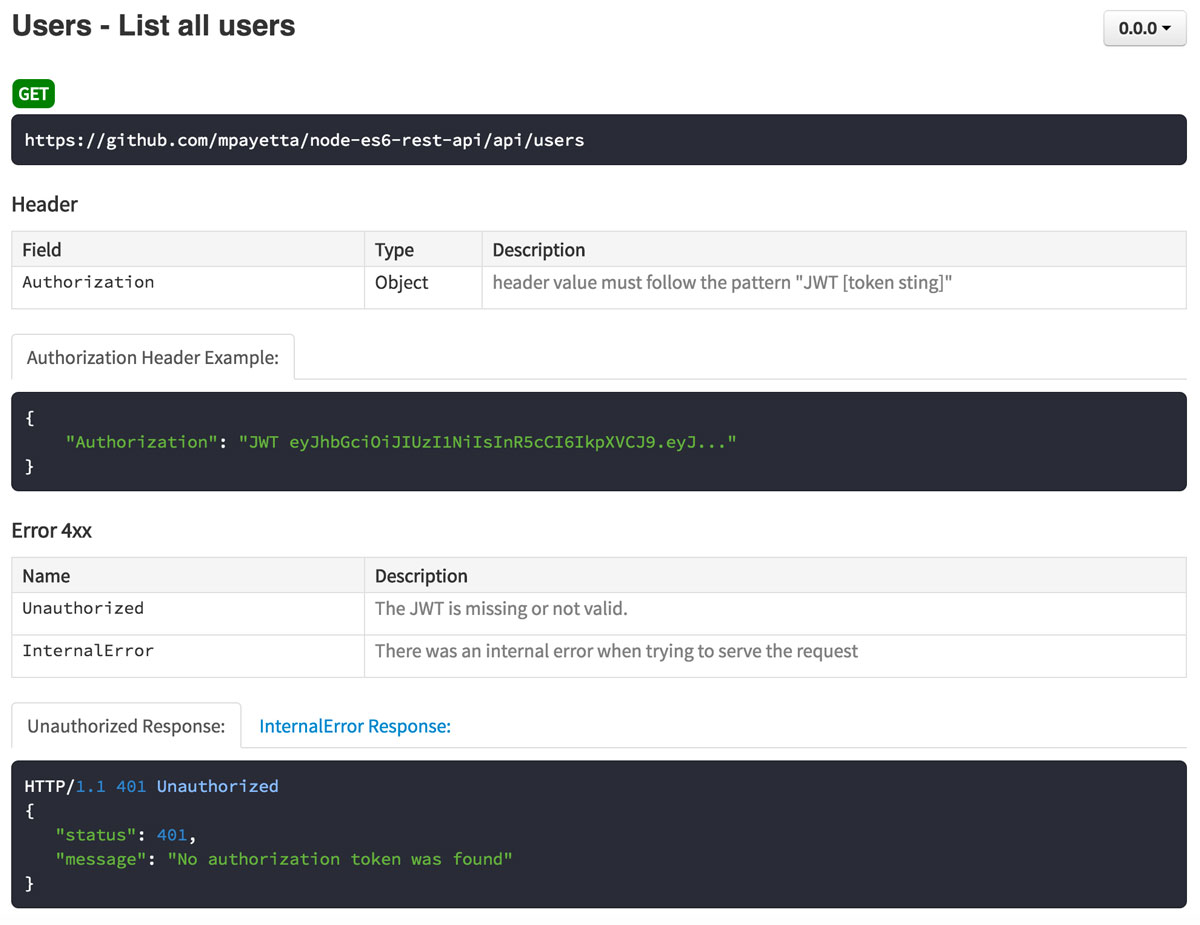 Users - List all users
0.0.0
GET
https://github.com/mpayetta/node-es6-rest-api/api/users
Header
Field Type Description
Authorization Object header value must follow the pattern "JWT [token sting]"
Authorization Header Example:
{
"Authorization": "JWT eyJhbGciOiJIUzI1NiIsInR5cCI6IkpXVCJ9.eyJ..."
}
Error 4xx
Name Description
Unauthorized The JWT is missing or not valid.
InternalError There was an internal error when trying to serve the request
Unauthorized Response: InternalError Response:
HTTP/1.1 401 Unauthorized
{
"status": 401,
"message": "No authorization token was found"
}